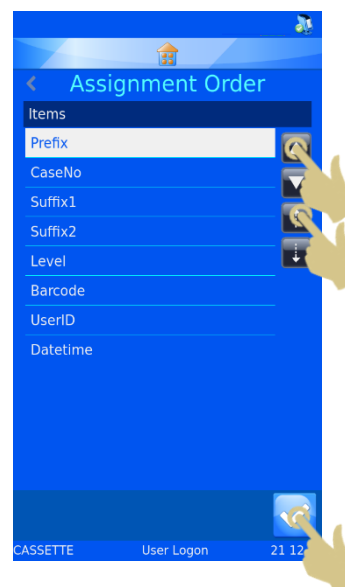 Assignment Order
Items
Prefix
CaseNo
Suffix1
Suffix2
Level
Barcode
UserID
Datetime
CASSETTE User Logon 21 12